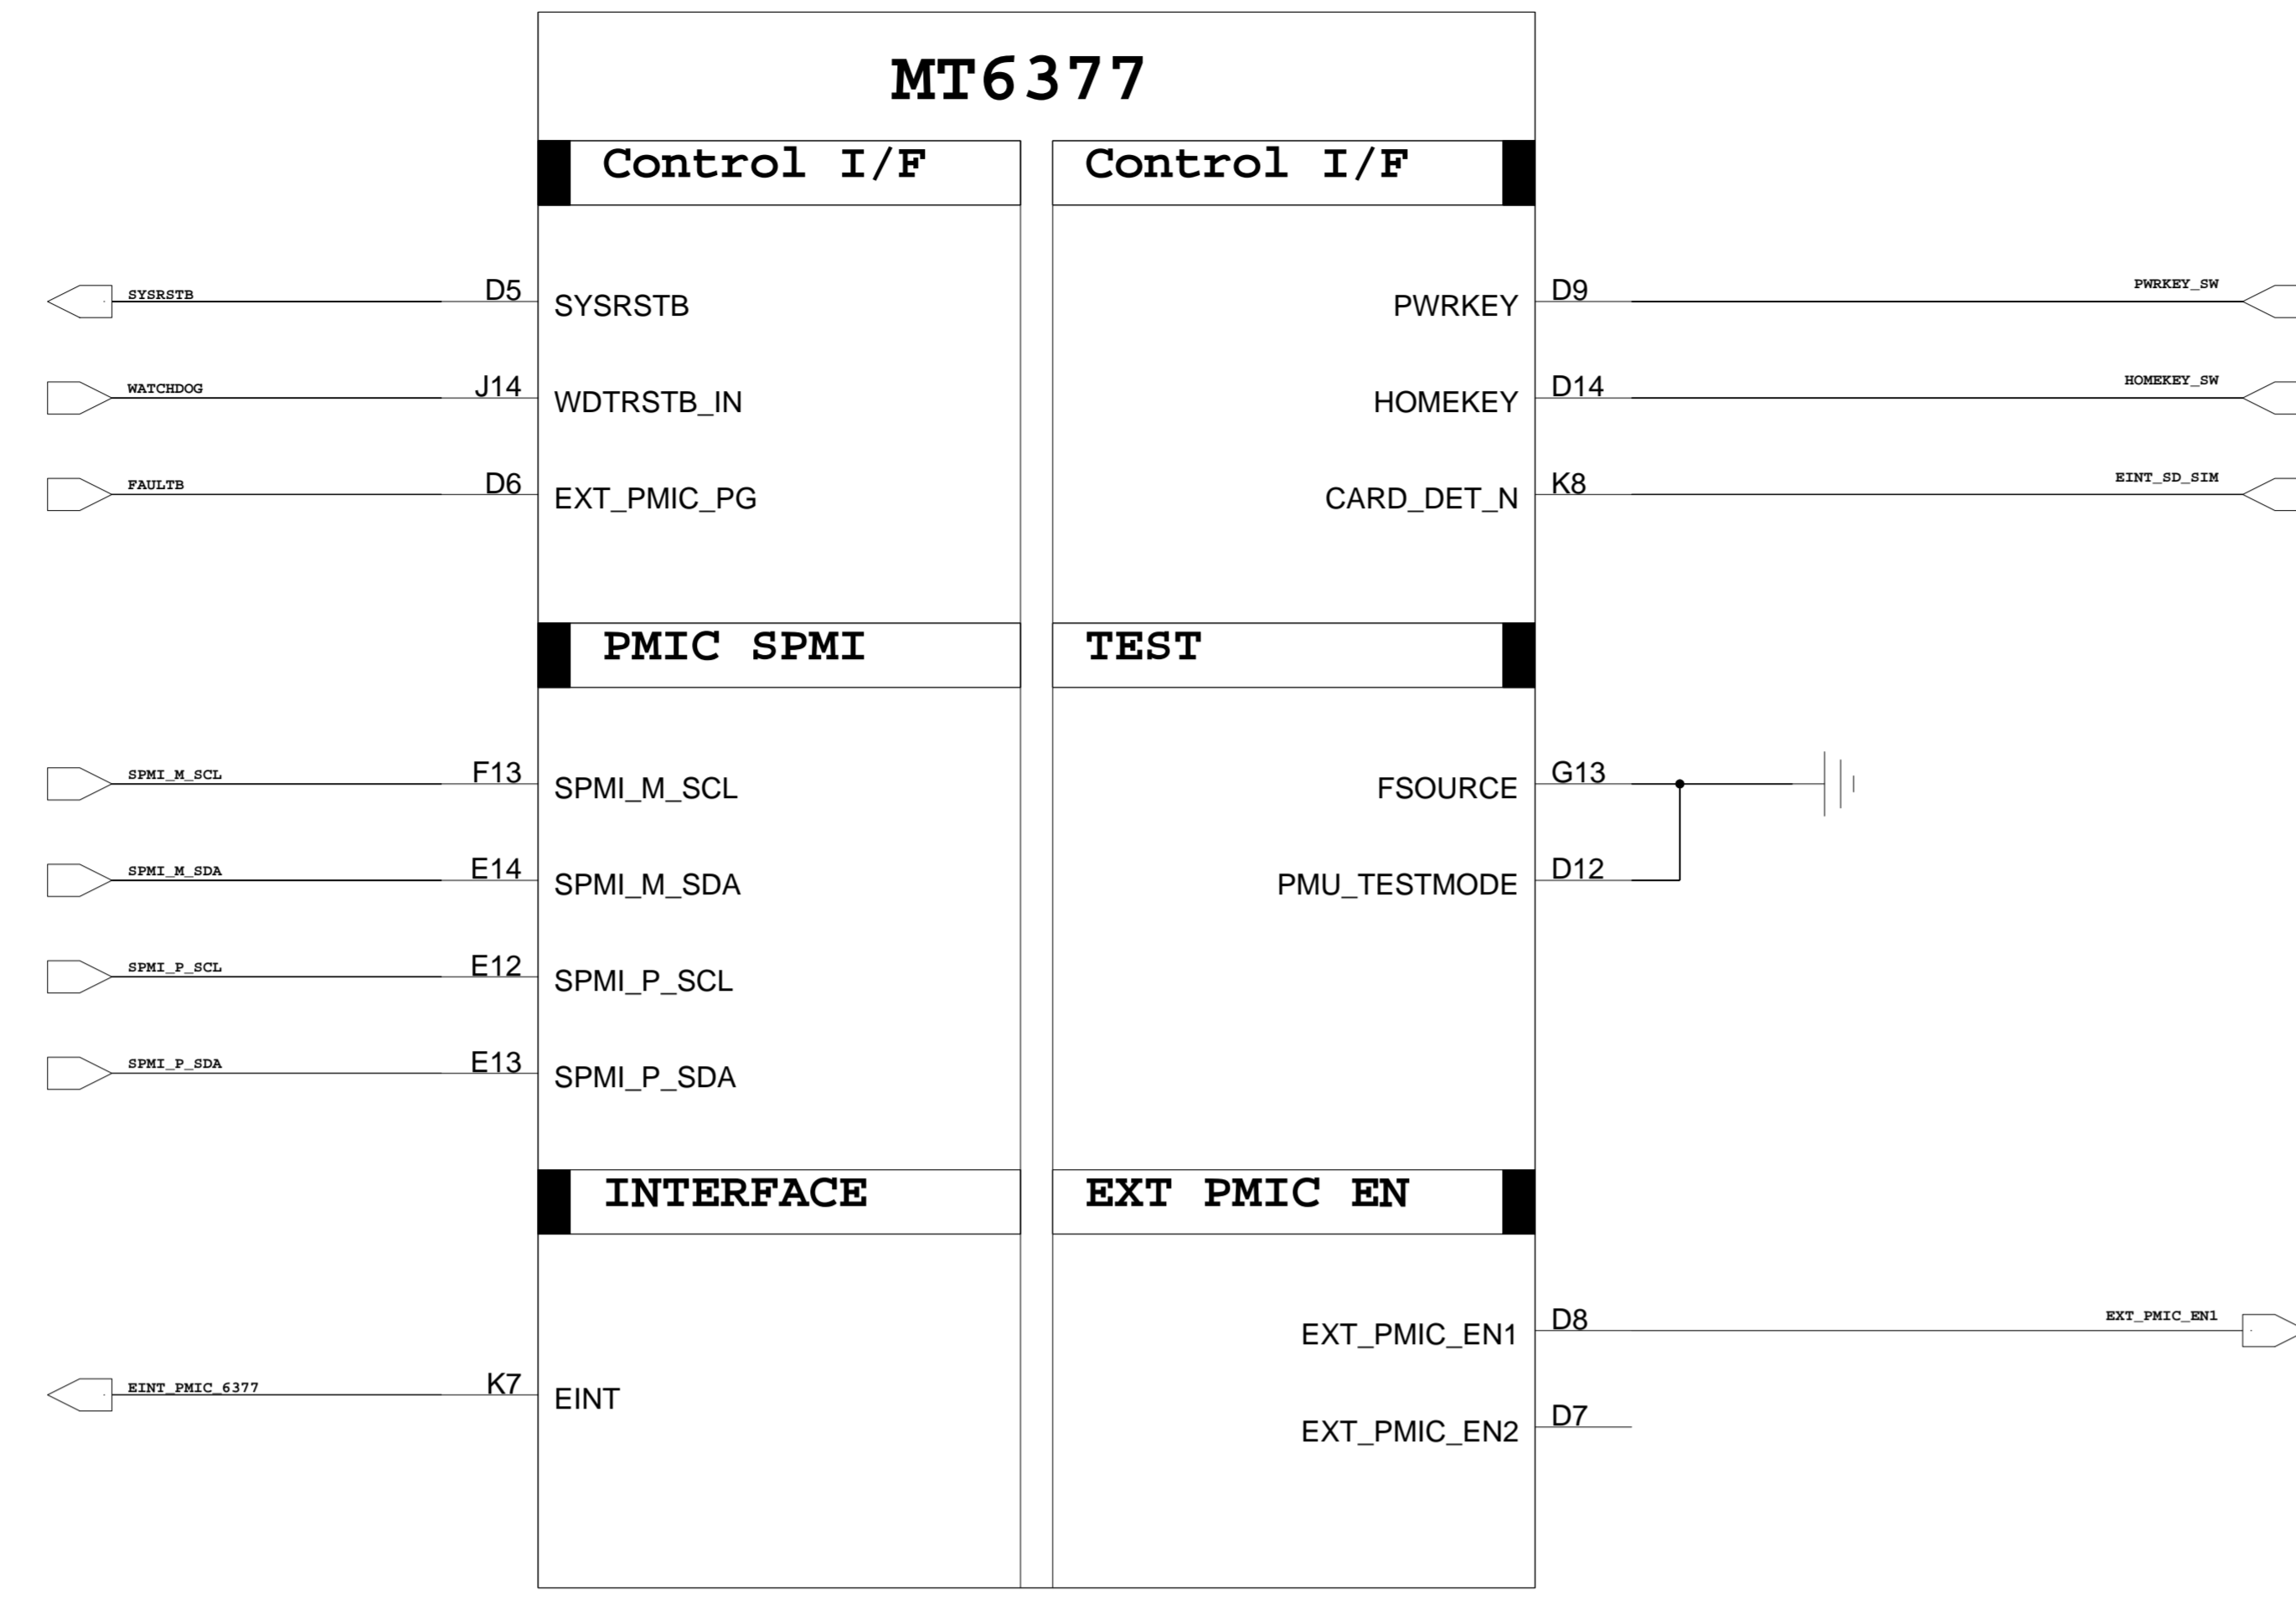 MT6377
Control I/F Control I/F
SYSRSTB D5 SYSRSTB PWRKEY D9 PWRKEY_SW
WATCHDOG J14 WDTRSTB_IN HOMEKEY D14 HOMEKEY_SW
FAULTB D6 EXT_PMIC_PG CARD_DET_N K8 EINT_SD_SIM
PMIC SPMI TEST
SPMI_M_SCL F13 SPMI_M_SCL FSOURCE G13
SPMI_M_SDA E14 SPMI_M_SDA PMU_TESTMODE D12
SPMI_P_SCL E12 SPMI_P_SCL
SPMI_P_SDA E13 SPMI_P_SDA
INTERFACE EXT PMIC EN
EXT_PMIC_EN1 D8 EXT_PMIC_EN1
EINT_PMIC_6377 K7 EINT
EXT_PMIC_EN2 D7